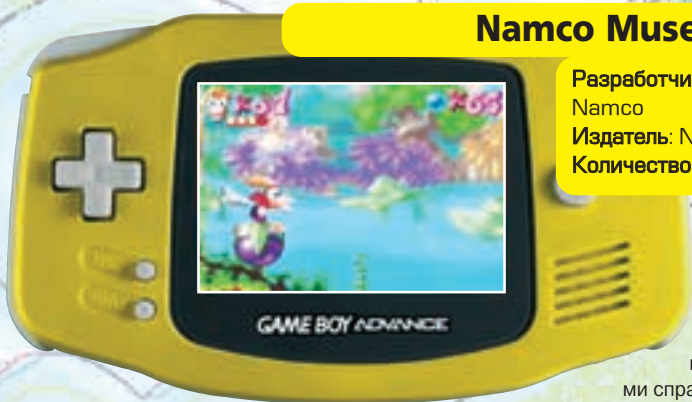 Namco Muse
Разработчи
Namco
Издатель: N
Количество
ми спра
GAME BOY ADVANCE